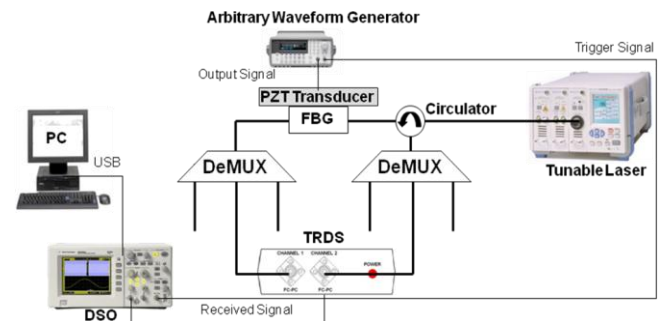 Arbitrary Waveform Generator
Trigger Signal
Output Signal
PZT Transducer
FBG
Circulator
PC
USB
DeMUX
DeMUX
Tunable Laser
TRDS
CHANNEL 1
CHANNEL 2
POWER
FC-PC
FC-PC
DSO
Received Signal